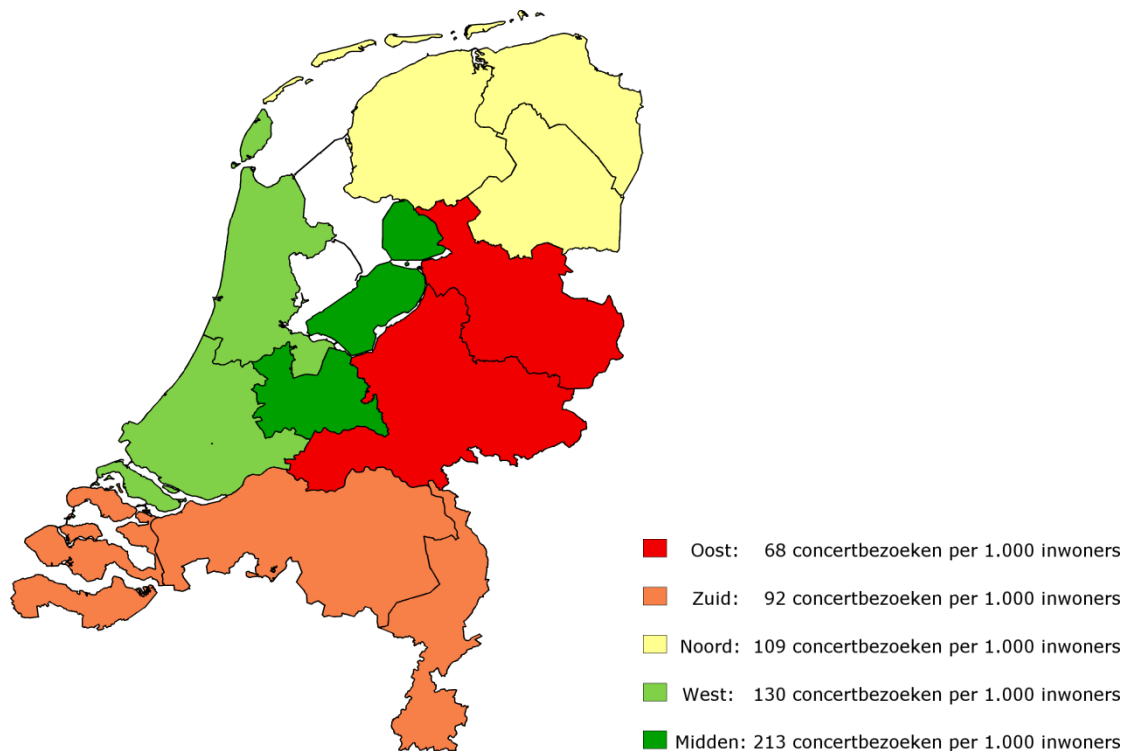 Oost: 68 concertbezoeken per 1.000 inwoners
Zuid: 92 concertbezoeken per 1.000 inwoners
Noord: 109 concertbezoeken per 1.000 inwoners
West: 130 concertbezoeken per 1.000 inwoners
Midden: 213 concertbezoeken per 1.000 inwoners